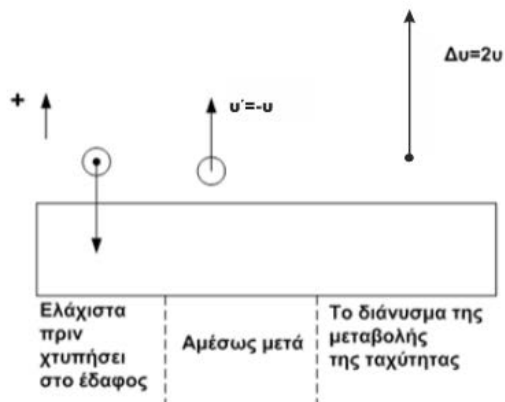 Δυ=2υ
+
υ΄=-υ
Ελάχιστα
πριν
χτυπήσει
στο έδαφος
Αμέσως μετά
Το διάνυσμα της
μεταβολής
της ταχύτητας